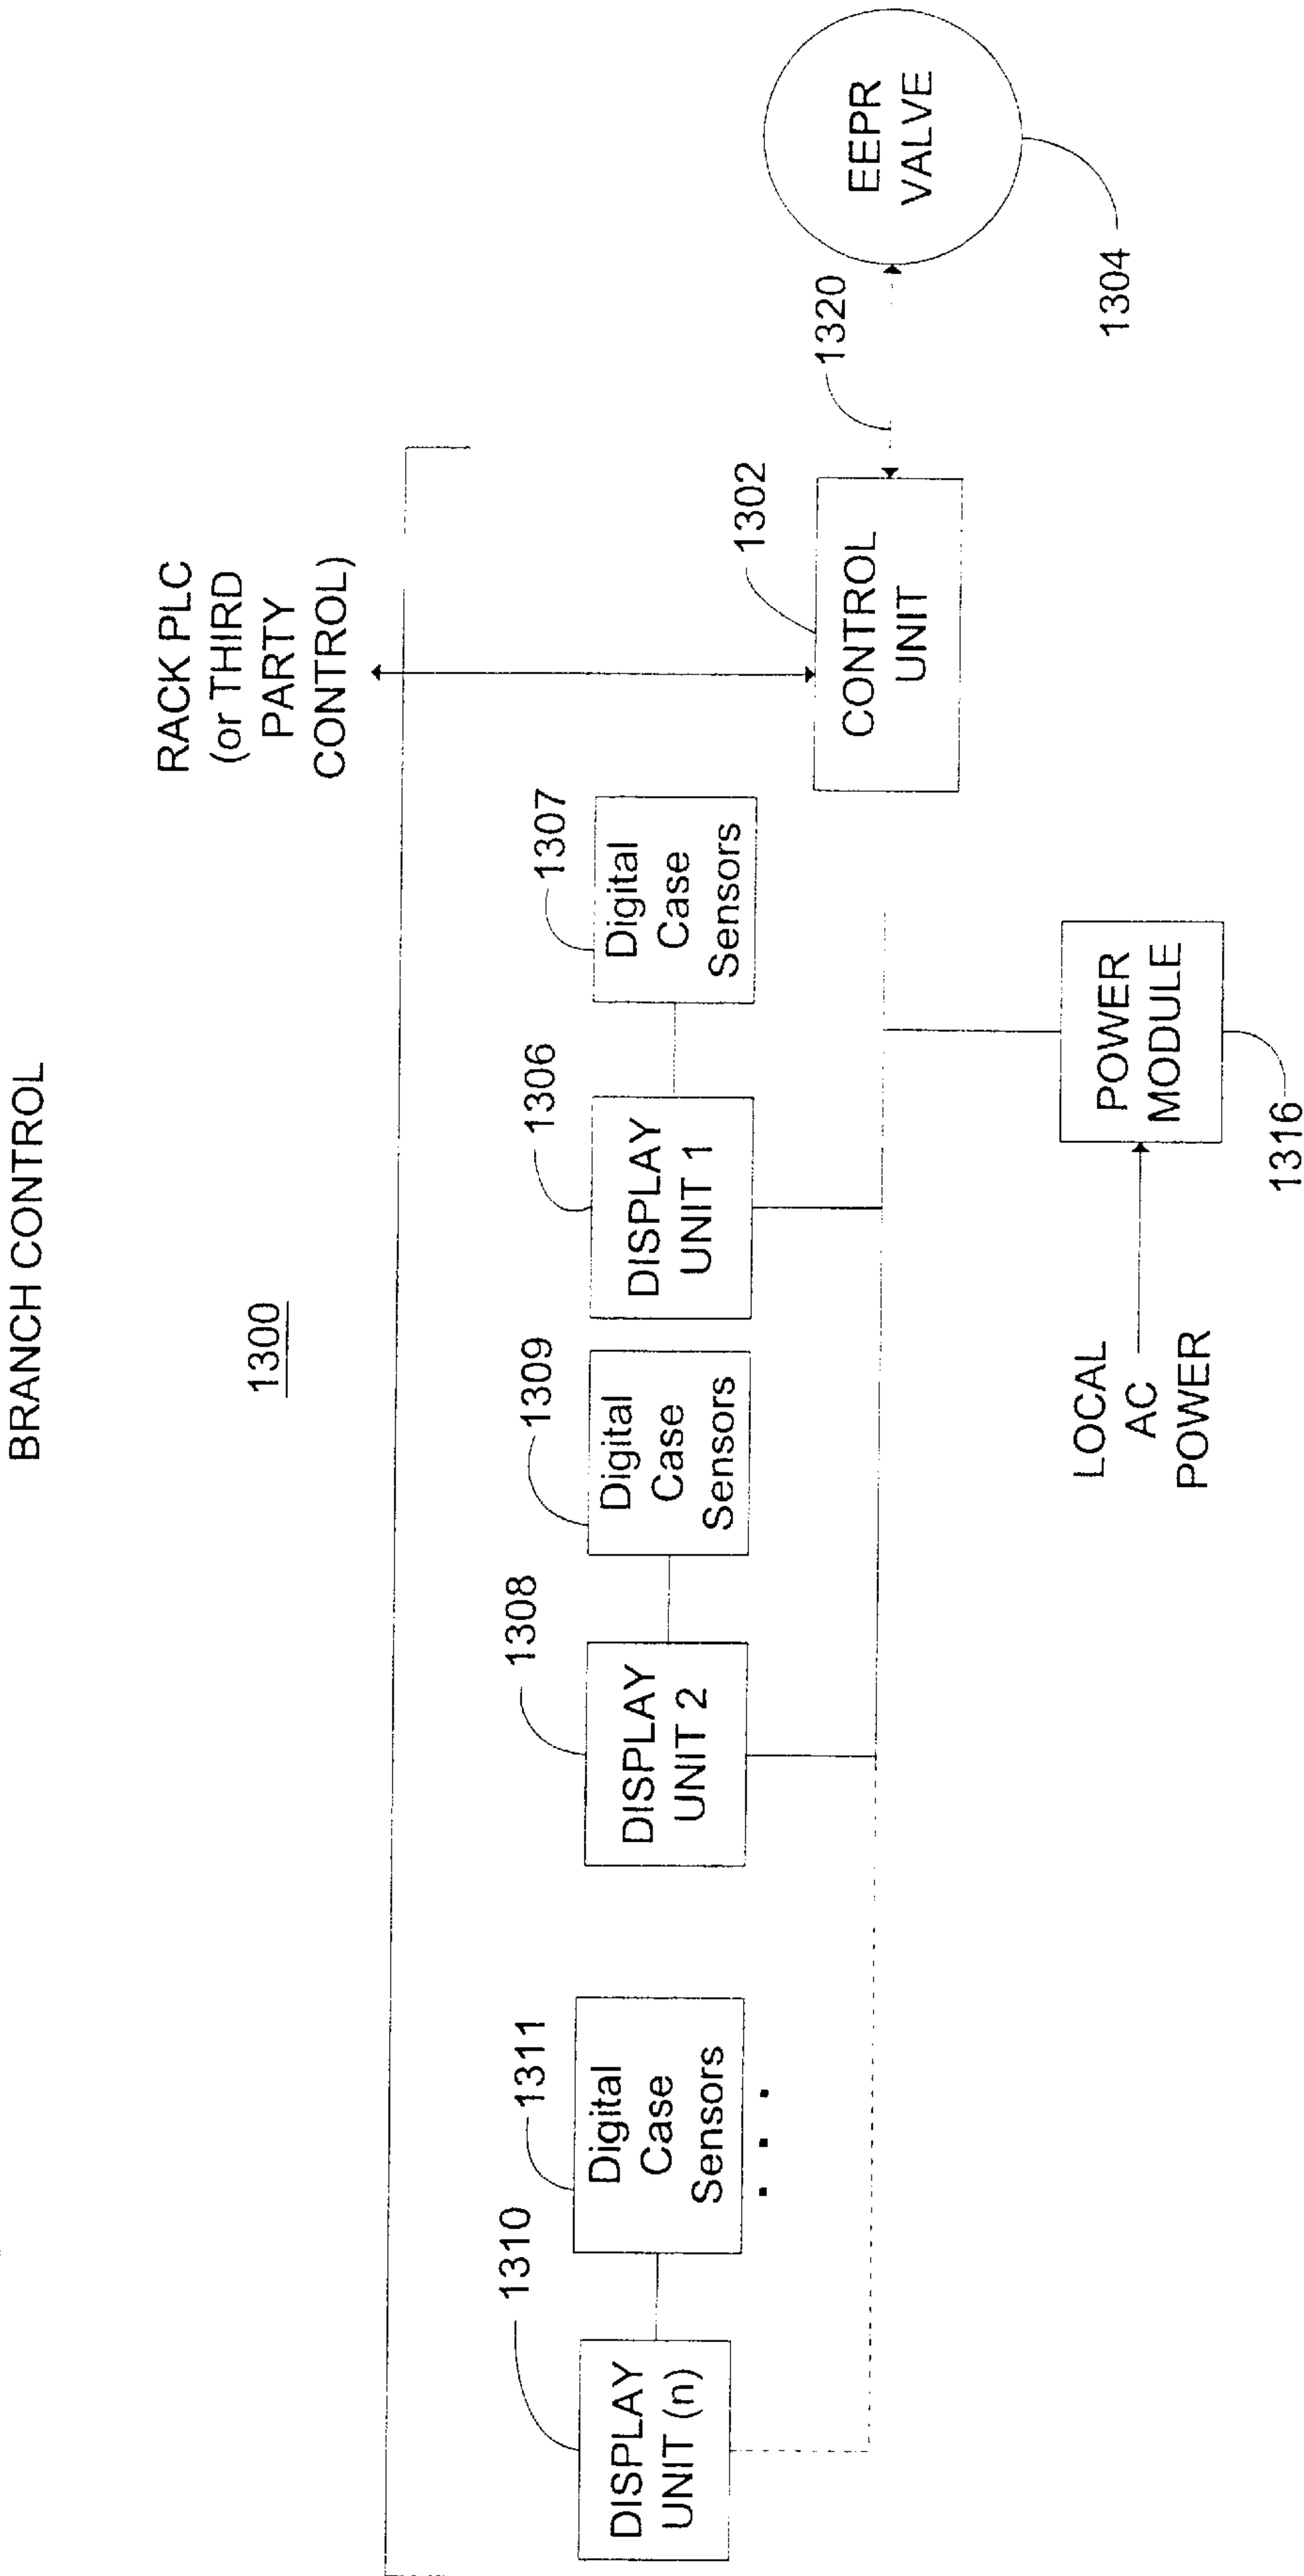 BRANCH CONTROL
1300
RACK PLC
(or THIRD
PARTY
CONTROL)
1310
1311
1308
1309
1306
1307
1302
1320
DISPLAY
UNIT (n)
Digital
Case
Sensors
. . .
DISPLAY
UNIT 2
Digital
Case
Sensors
DISPLAY
UNIT 1
Digital
Case
Sensors
CONTROL
UNIT
EEPR
VALVE
1304
LOCAL
AC
POWER
POWER
MODULE
1316